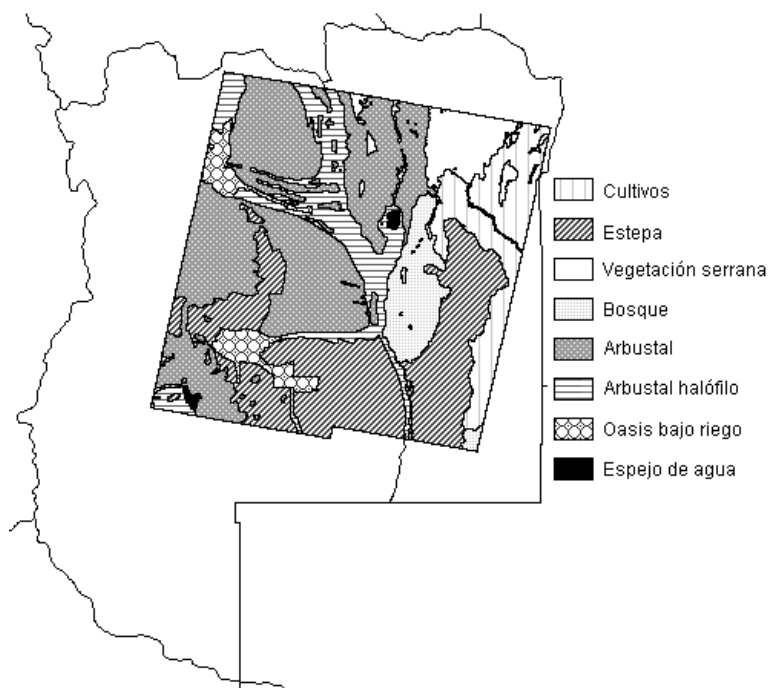 Cultivos
Estepa
Vegetación serrana
Bosque
Arbustal
Arbustal halófilo
Oasis bajo riego
Espejo de agua